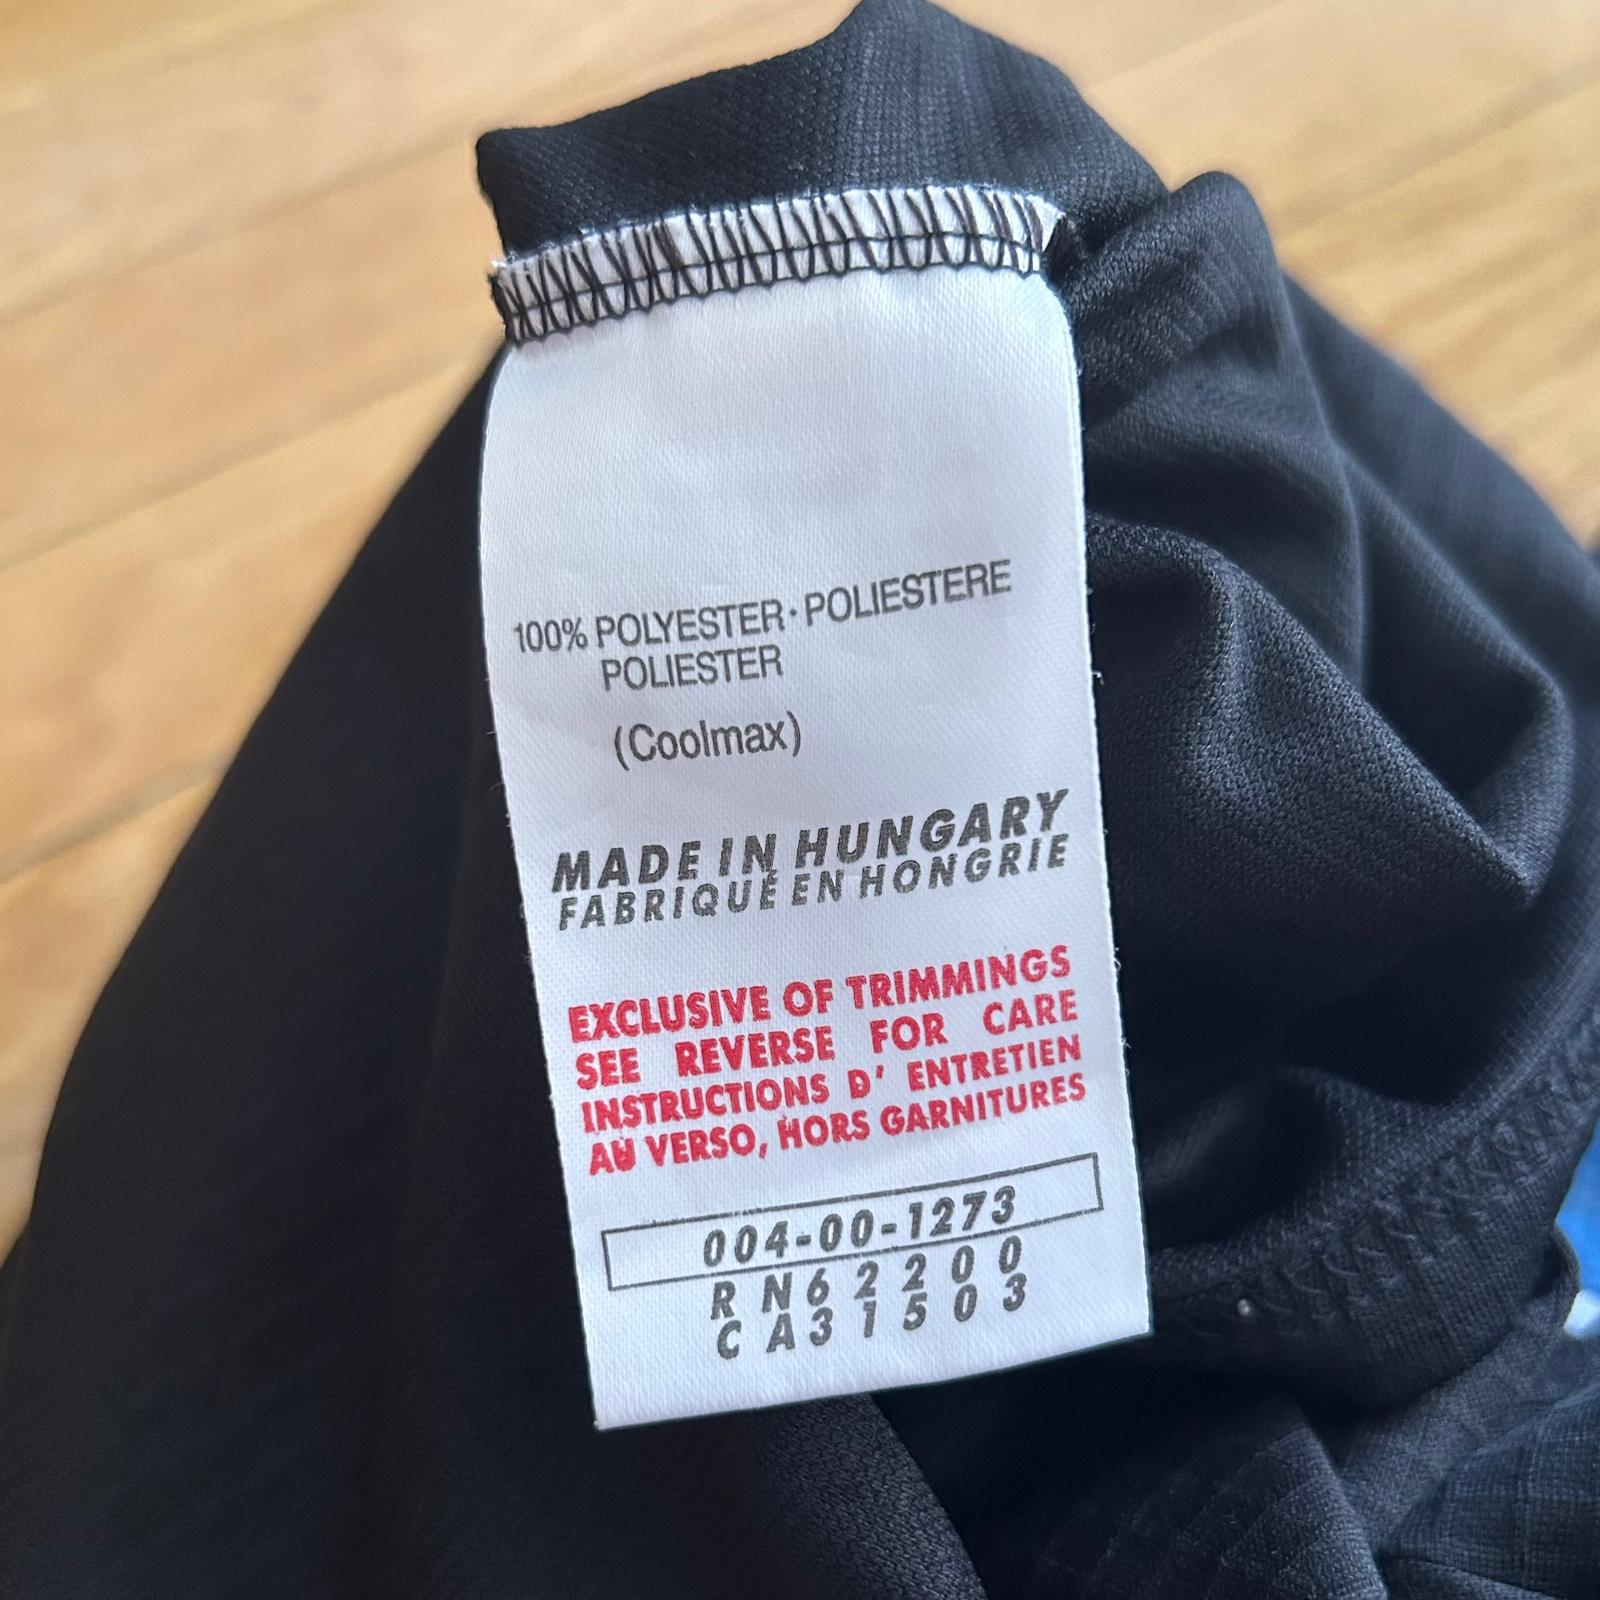 100% POLYESTER · POLIESTERE
POLIESTER
(Coolmax)
MADE IN HUNGARY
FABRIQUÉ EN HONGRIE
EXCLUSIVE OF TRIMMINGS
SEE REVERSE FOR CARE
INSTRUCTIONS D' ENTRETIEN
AU VERSO, HORS GARNITURES
004-00-1273
RN62200
CA31503